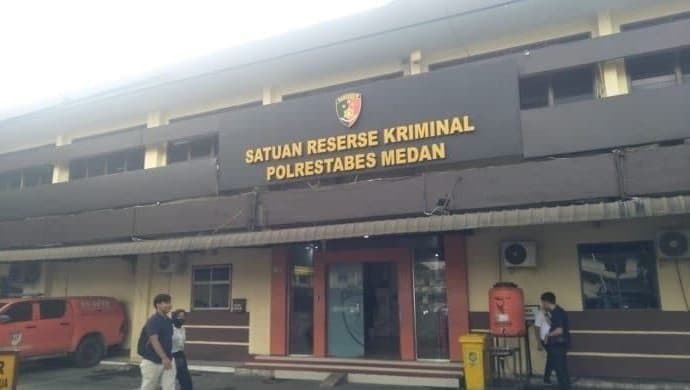 SATUAN RESERSE KRIMINAL
POLRESTABES MEDAN